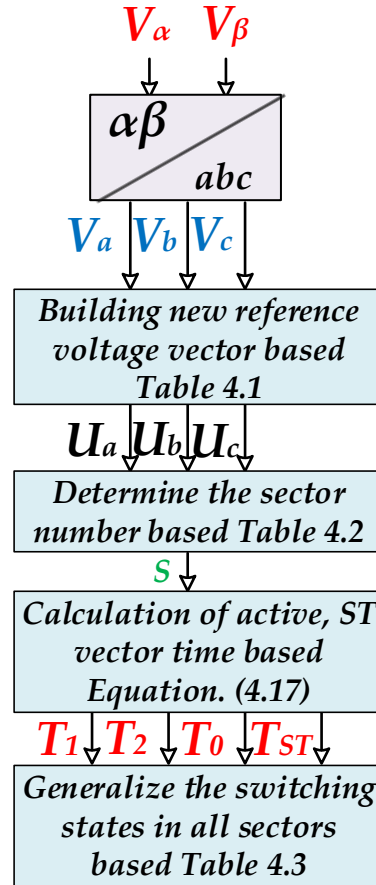 Vα Vβ
αβ
abc
Va Vb Vc
Building new reference
voltage vector based
Table 4.1
Ua Ub Uc
Determine the sector
number based Table 4.2
S
Calculation of active, ST
vector time based
Equation. (4.17)
T1 T2 T0 TST
Generalize the switching
states in all sectors
based Table 4.3